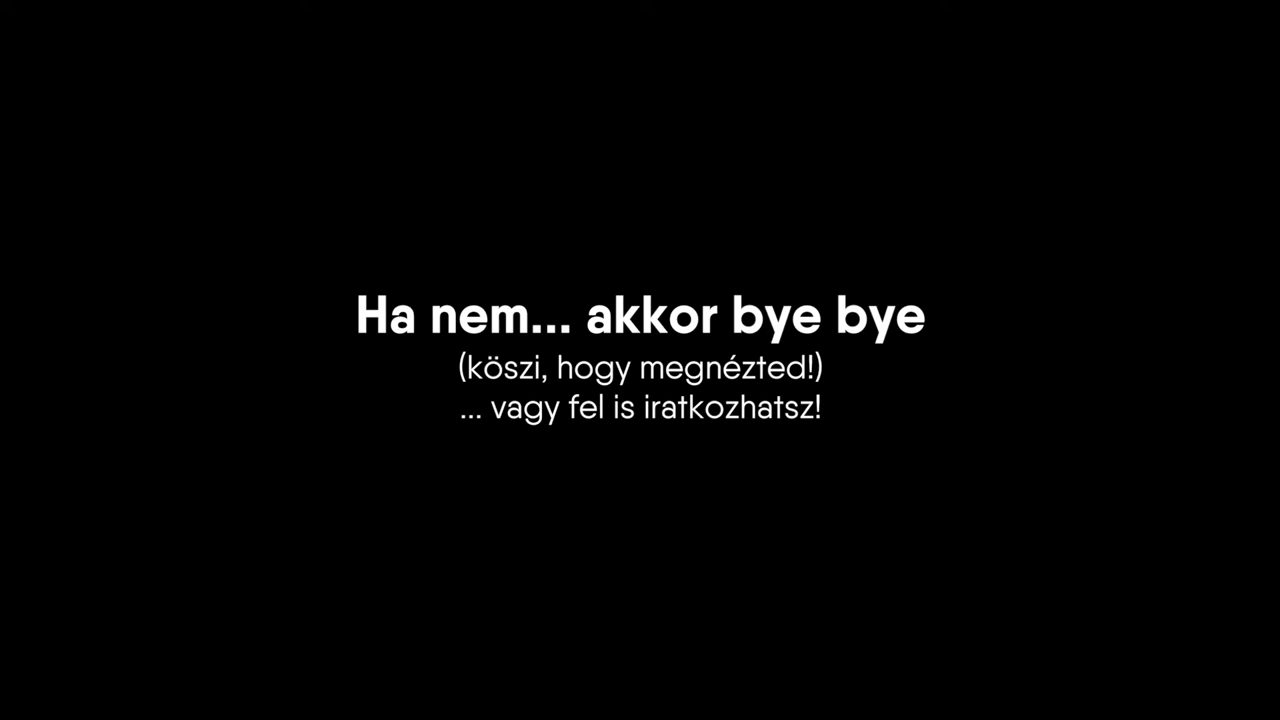 Ha nem... akkor bye bye
(köszi, hogy megnézted!)
... vagy fel is iratkozhatsz!